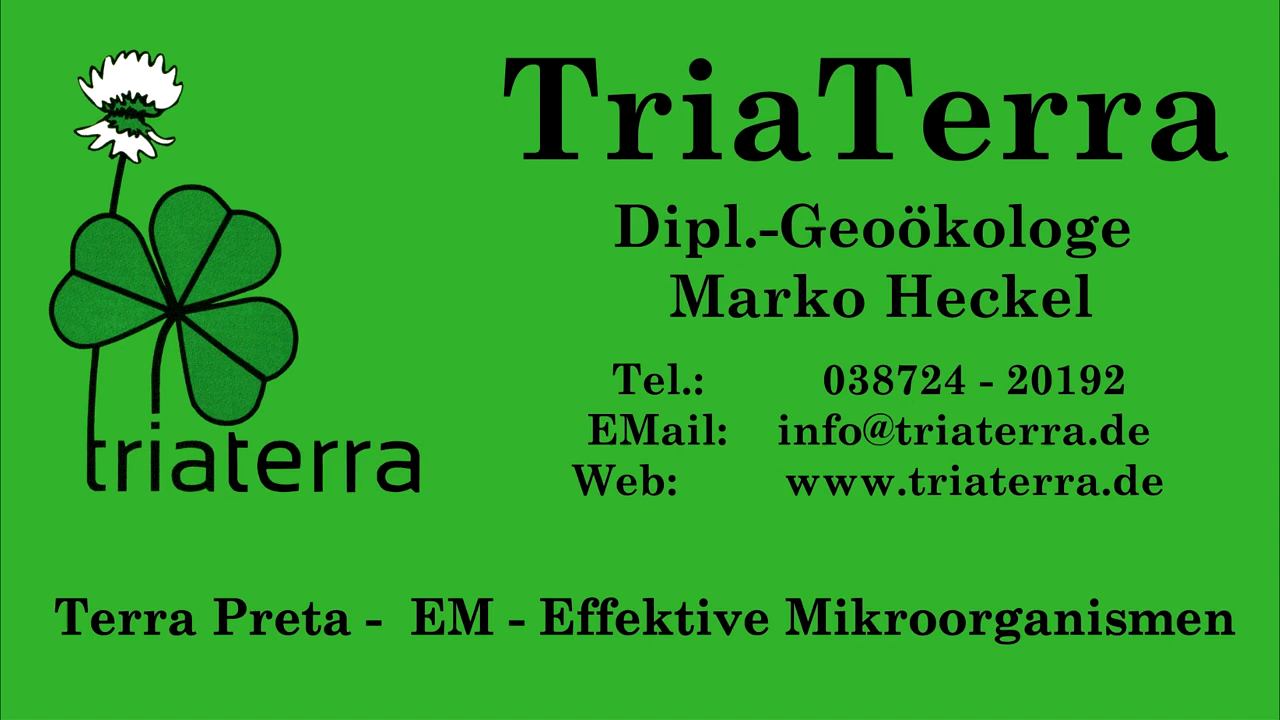 TriaTerra
Dipl.-Geoökologe
Marko Heckel
Tel.: 038724 - 20192
EMail: info@triaterra.de
Web: www.triaterra.de
triaterra
Terra Preta - EM - Effektive Mikroorganismen